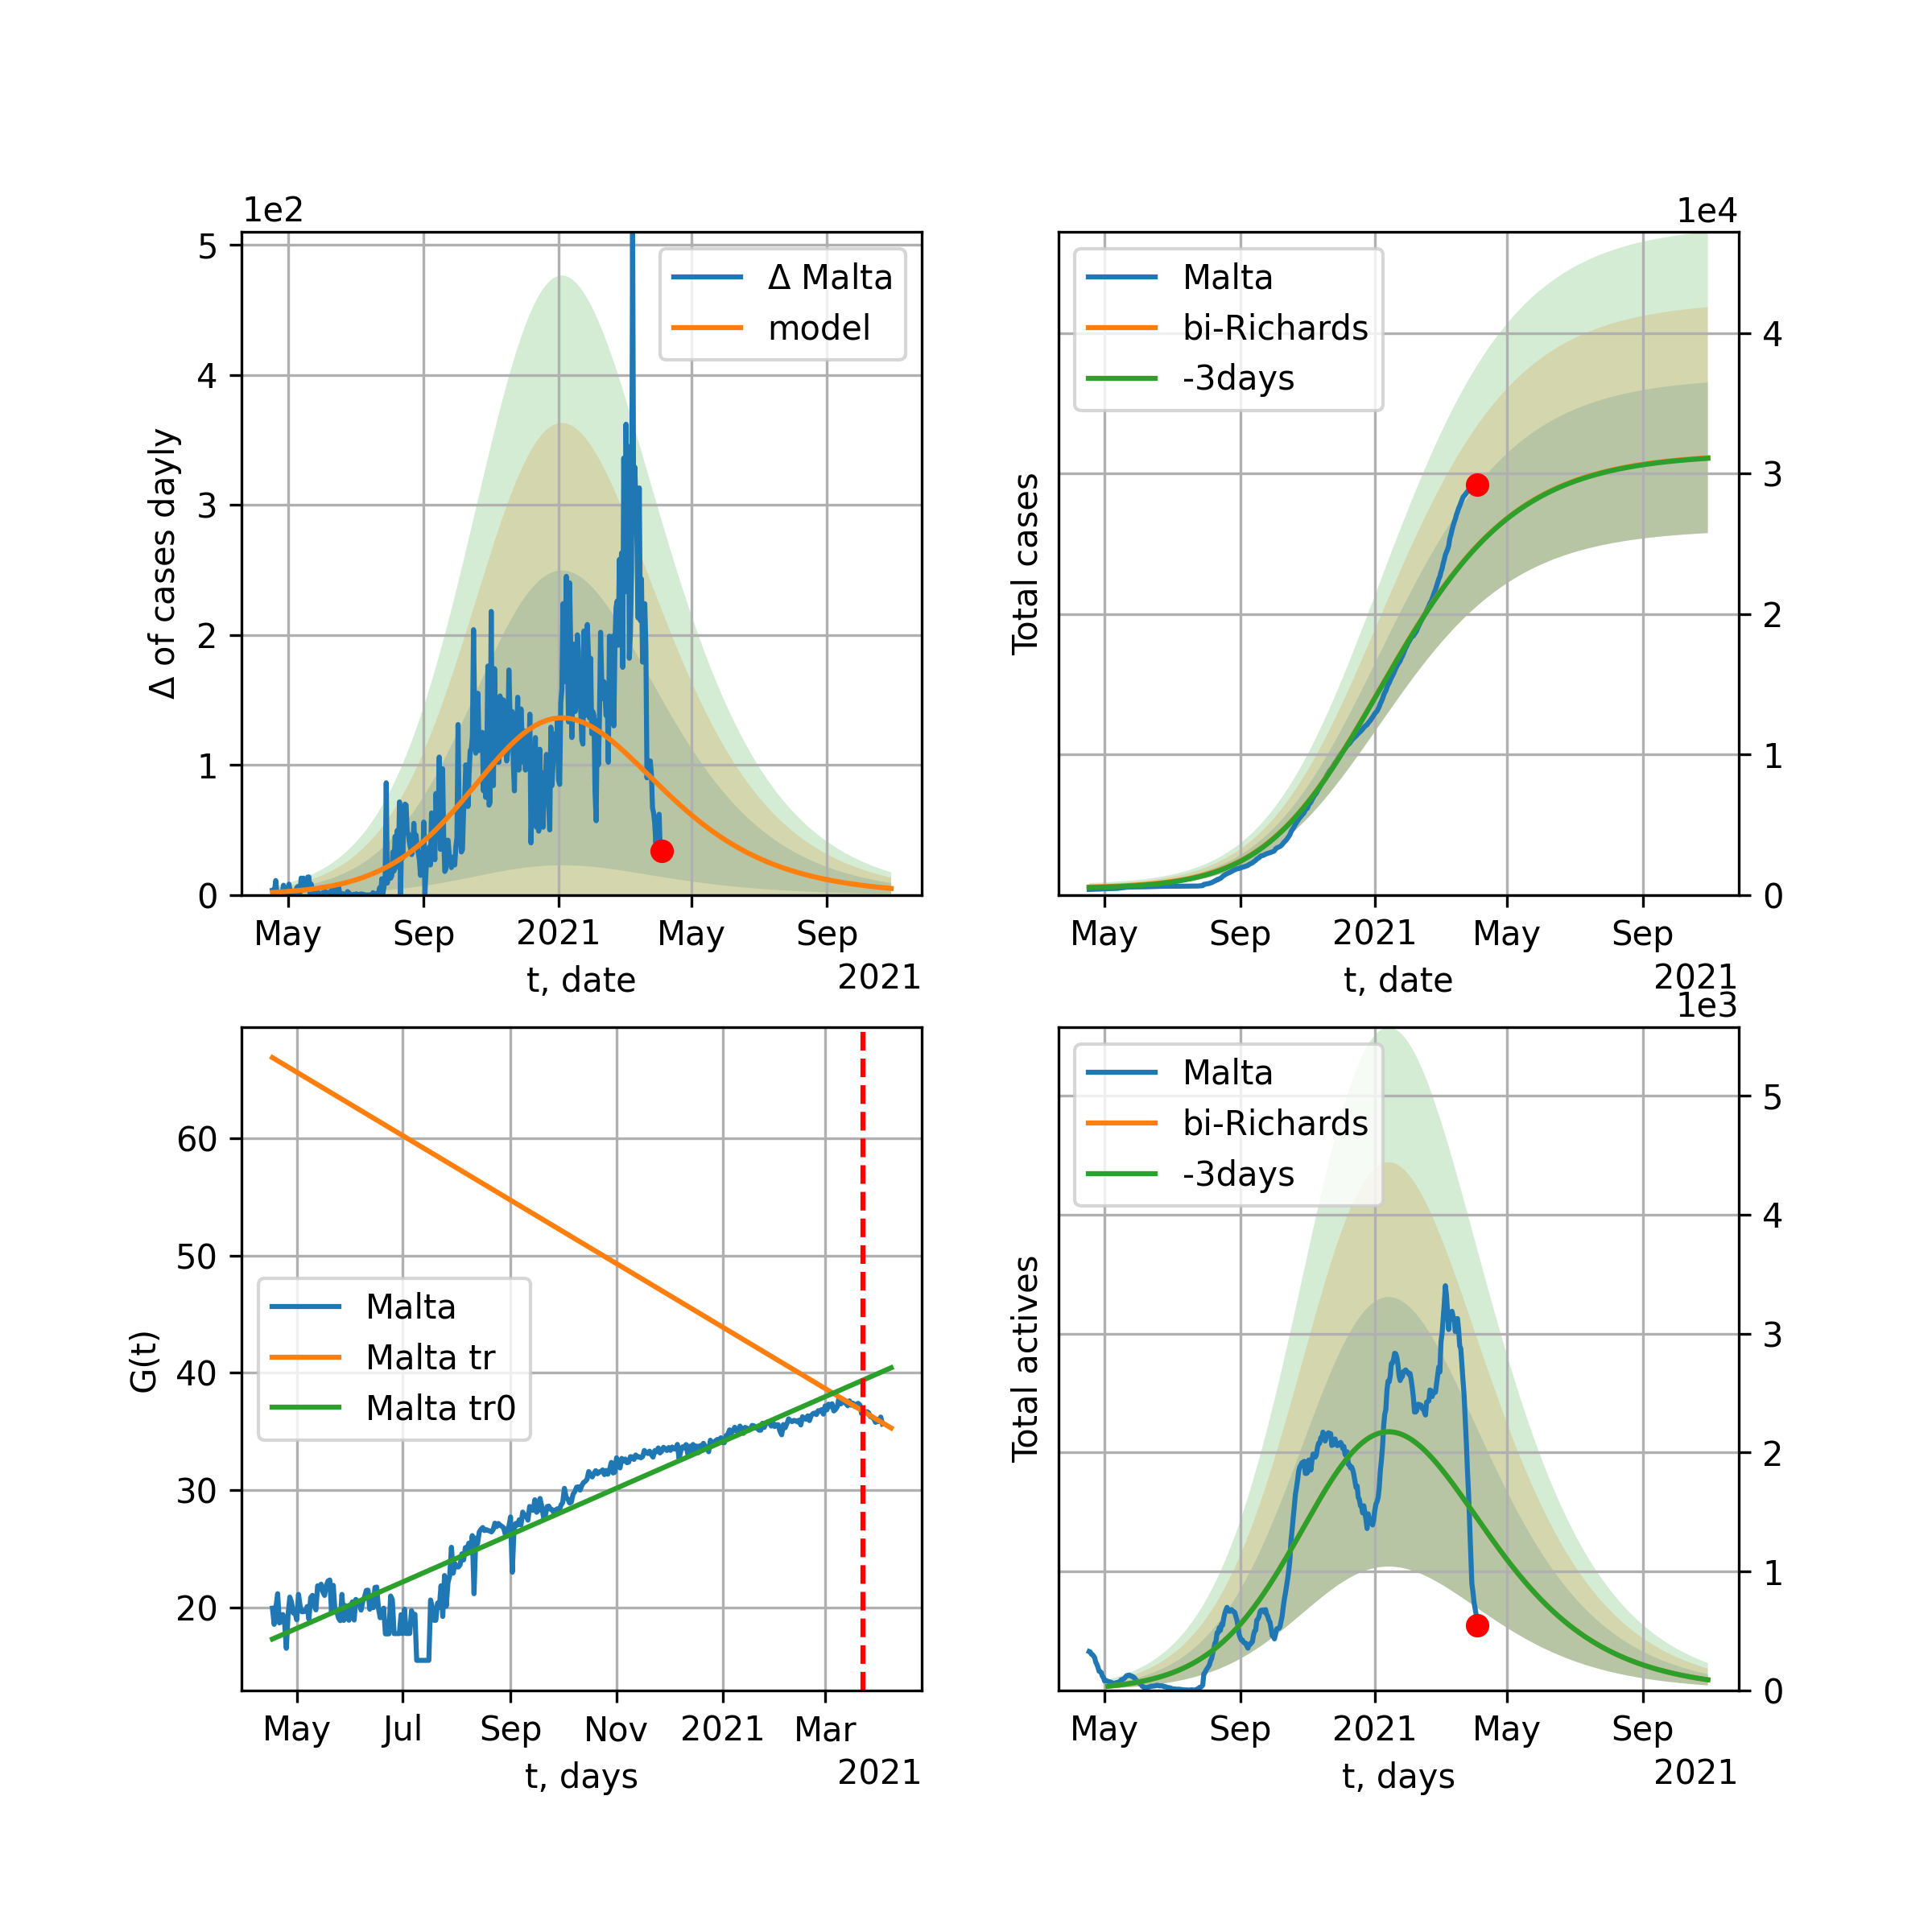 1e2
5
4
3
2
1
0
Δ of cases dayly
Δ Malta
model
May Sep 2021 May Sep
t, date
2021
1e4
4
3
2
1
0
Total cases
Malta
bi-Richards
-3days
May Sep 2021 May Sep
t, date
2021
60
50
40
30
20
G(t)
Malta
Malta tr
Malta tr0
May Jul Sep Nov 2021 Mar
t, days
2021
1e3
5
4
3
2
1
0
Total actives
Malta
bi-Richards
-3days
May Sep 2021 May Sep
t, days
2021